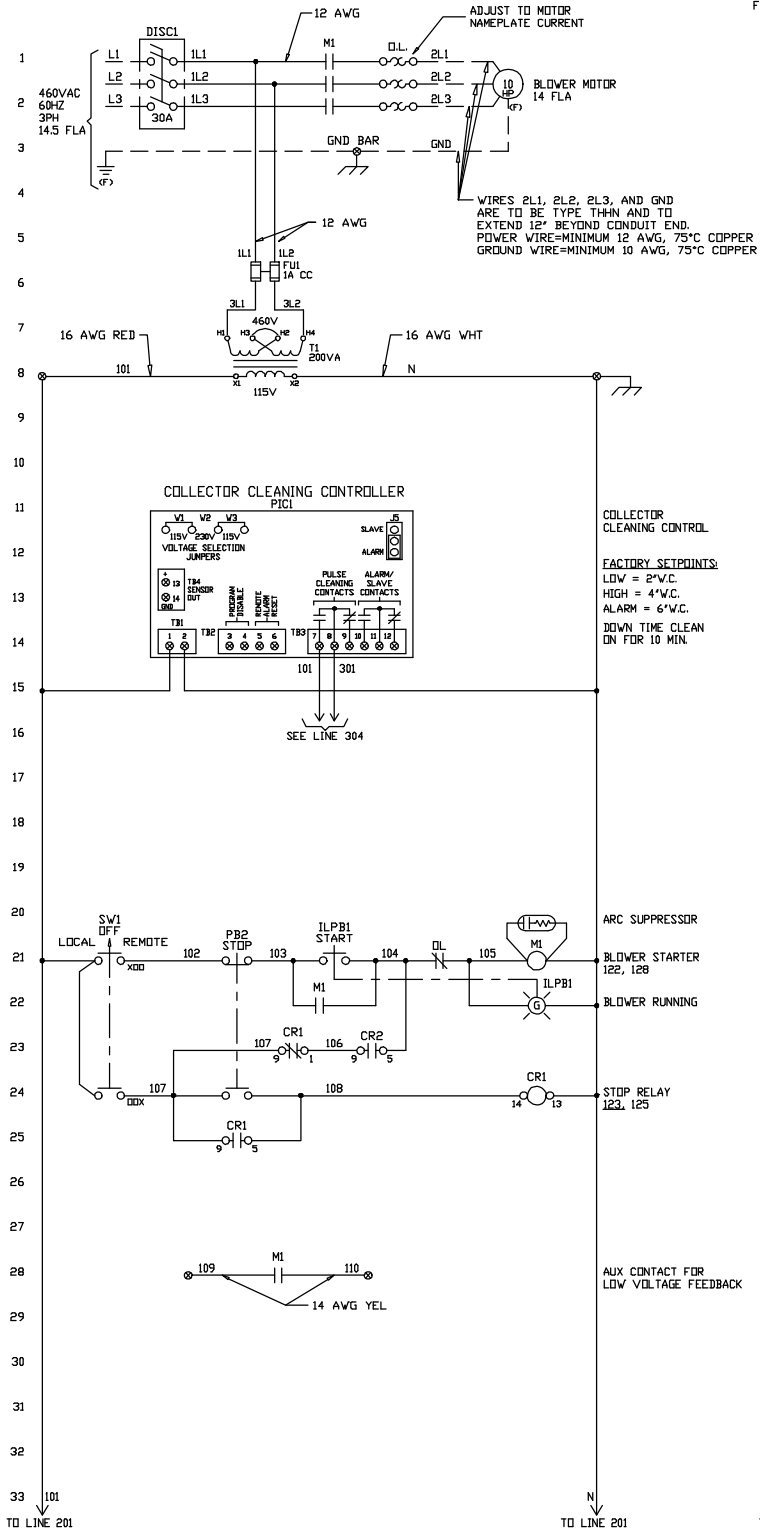 F
12 AWG
ADJUST TO MOTOR
NAMEPLATE CURRENT
DISC1
M1
O.L.
1
L1
1L1
2L1
L2
1L2
2L2
10
HP
BLOWER MOTOR
14 FLA
460VAC
60HZ
3PH
14.5 FLA
2
L3
1L3
2L3
(F)
30A
3
GND BAR
GND
(F)
4
WIRES 2L1, 2L2, 2L3, AND GND
ARE TO BE TYPE THHN AND TO
EXTEND 12" BEYOND CONDUIT END.
POWER WIRE=MINIMUM 12 AWG, 75°C COPPER
GROUND WIRE=MINIMUM 10 AWG, 75°C COPPER
12 AWG
5
1L1
1L2
FU1
1A CC
6
3L1
3L2
7
460V
H1
H3
H2
H4
16 AWG RED
T1
200VA
16 AWG WHT
8
101
X1
X2
N
115V
9
10
COLLECTOR CLEANING CONTROLLER
PIC1
11
W1
W2
W3
J5
COLLECTOR
CLEANING CONTROL
115V
230V
115V
SLAVE
VOLTAGE SELECTION
JUMPERS
12
ALARM
FACTORY SETPOINTS:
LOW = 2"W.C.
HIGH = 4"W.C.
ALARM = 6"W.C.
DOWN TIME CLEAN
ON FOR 10 MIN.
+
13
14
GND
TB4
SENSOR
OUT
PROGRAM
DISABLE
REMOTE
ALARM
RESET
PULSE
CLEANING
CONTACTS
ALARM/
SLAVE
CONTACTS
13
TB1
TB2
TB3
1
2
3
4
5
6
7
8
9
10
11
12
14
101
301
15
16
SEE LINE 304
17
18
19
20
SW1
OFF
LOCAL
REMOTE
PB2
STOP
ILPB1
START
ARC SUPPRESSOR
21
XOO
102
103
104
OL
105
M1
BLOWER STARTER
122, 128
22
M1
ILPB1
G
BLOWER RUNNING
23
107
CR1
9
1
106
CR2
9
5
24
OOX
107
108
CR1
14
13
STOP RELAY
123, 125
25
CR1
9
5
26
27
28
109
M1
110
AUX CONTACT FOR
LOW VOLTAGE FEEDBACK
29
14 AWG YEL
30
31
32
33
101
N
TO LINE 201
TO LINE 201